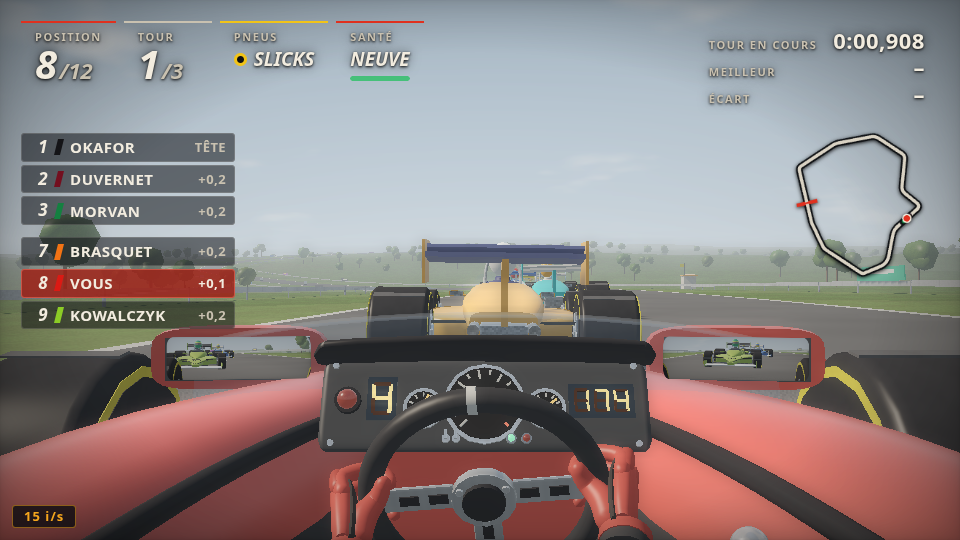 POSITION TOUR PNEUS SANTÉ
8/12 1/3 SLICKS NEUVE
TOUR EN COURS 0:00,908
MEILLEUR –
ÉCART –
1 OKAFOR TÊTE
2 DUVERNET +0,2
3 MORVAN +0,2
7 BRASQUET +0,2
8 VOUS +0,1
9 KOWALCZYK +0,2
4 174
15 i/s